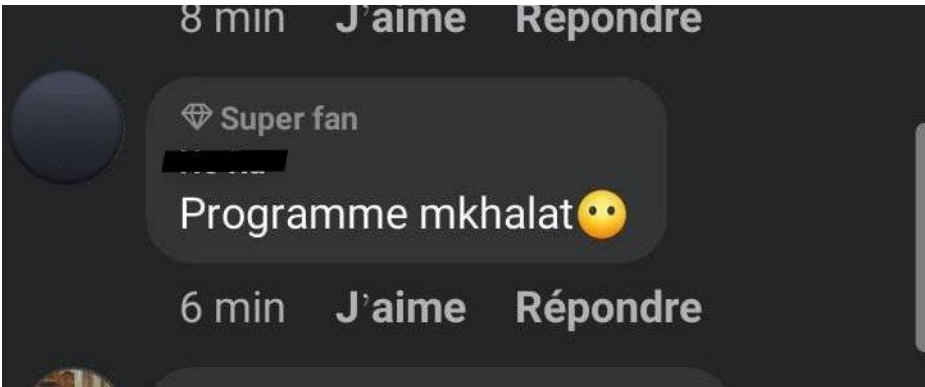 8 min J'aime Répondre
Super fan
Programme mkhalat😶
6 min J'aime Répondre